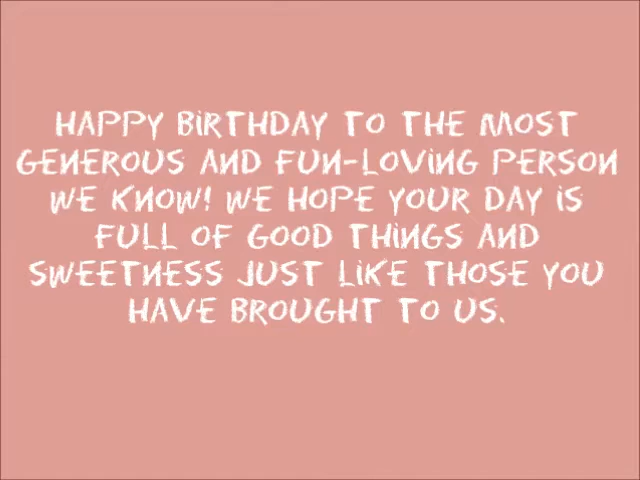 HAPPY BIRTHDAY TO THE MOST
GENEROUS AND FUN-LOVING PERSON
WE KNOW! WE HOPE YOUR DAY IS
FULL OF GOOD THINGS AND
SWEETNESS JUST LIKE THOSE YOU
HAVE BROUGHT TO US.